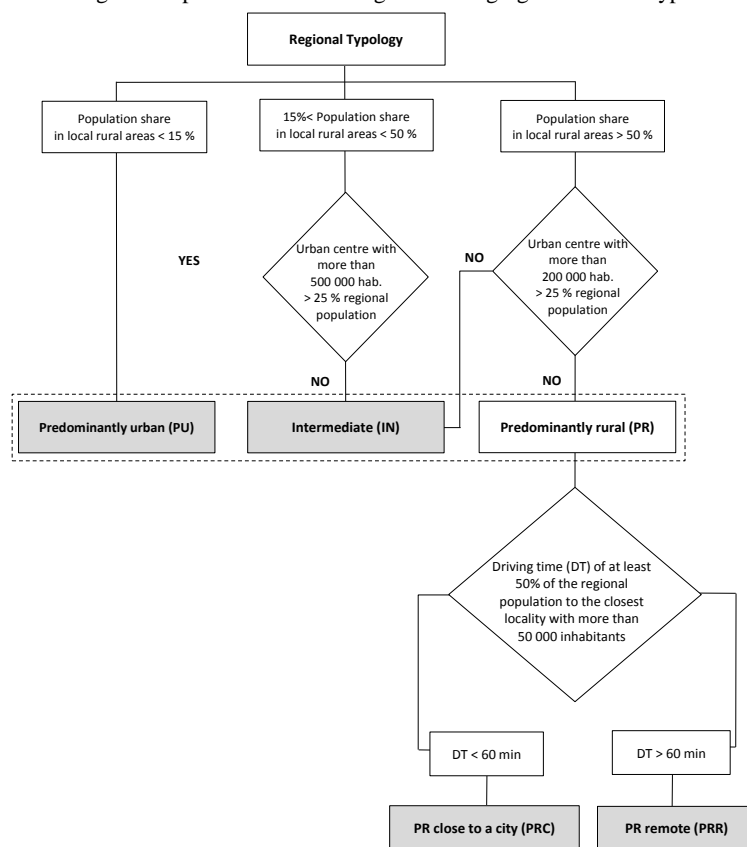 Regional Typology
Population share
in local rural areas < 15 %
15%< Population share
in local rural areas < 50 %
Population share
in local rural areas > 50 %
YES
Urban centre with
more than
500 000 hab.
> 25 % regional
population
NO
Urban centre with
more than
200 000 hab.
> 25 % regional
population
NO
NO
Predominantly urban (PU)
Intermediate (IN)
Predominantly rural (PR)
Driving time (DT) of at least
50% of the regional
population to the closest
locality with more than
50 000 inhabitants
DT < 60 min
DT > 60 min
PR close to a city (PRC)
PR remote (PRR)